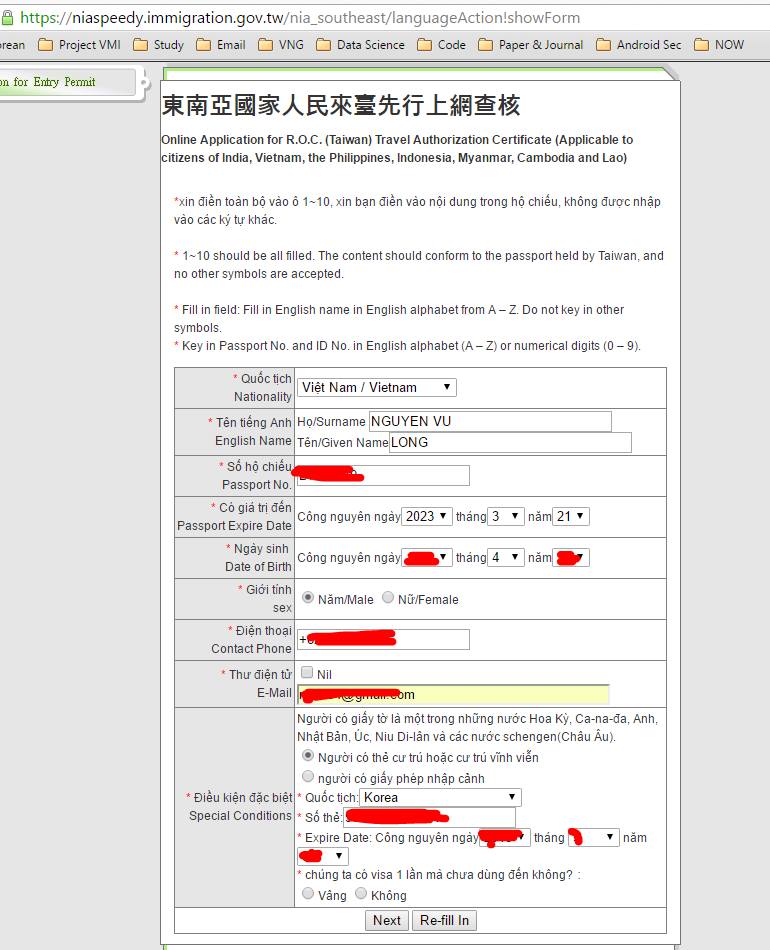 https://niaspeedy.immigration.gov.tw/nia_southeast/languageAction!showForm
orean Project VMI Study Email VNG Data Science Code Paper & Journal Android Sec NOW
on for Entry Permit
東南亞國家人民來臺先行上網查核
Online Application for R.O.C. (Taiwan) Travel Authorization Certificate (Applicable to
citizens of India, Vietnam, the Philippines, Indonesia, Myanmar, Cambodia and Lao)
*xin điền toàn bộ vào ô 1~10, xin bạn điền vào nội dung trong hộ chiếu, không được nhập
vào các ký tự khác.
* 1~10 should be all filled. The content should conform to the passport held by Taiwan, and
no other symbols are accepted.
* Fill in field: Fill in English name in English alphabet from A – Z. Do not key in other
symbols.
* Key in Passport No. and ID No. in English alphabet (A – Z) or numerical digits (0 – 9).
* Quốc tịch
Nationality
Việt Nam / Vietnam
* Tên tiếng Anh
English Name
Họ/Surname NGUYEN VU
Tên/Given Name LONG
* Số hộ chiếu
Passport No.
* Có giá trị đến
Passport Expire Date
Công nguyên ngày 2023 tháng 3 năm 21
* Ngày sinh
Date of Birth
Công nguyên ngày tháng 4 năm
* Giới tính
sex
Năm/Male Nữ/Female
* Điện thoại
Contact Phone
+
* Thư điện tử
E-Mail
Nil
@gmail.com
* Điều kiện đặc biệt
Special Conditions
Người có giấy tờ là một trong những nước Hoa Kỳ, Ca-na-đa, Anh,
Nhật Bản, Úc, Niu Di-lân và các nước schengen(Châu Âu).
Người có thẻ cư trú hoặc cư trú vĩnh viễn
người có giấy phép nhập cảnh
* Quốc tịch: Korea
* Số thẻ:
* Expire Date: Công nguyên ngày tháng năm
* chúng ta có visa 1 lần mà chưa dùng đến không? :
Vâng Không
Next Re-fill In